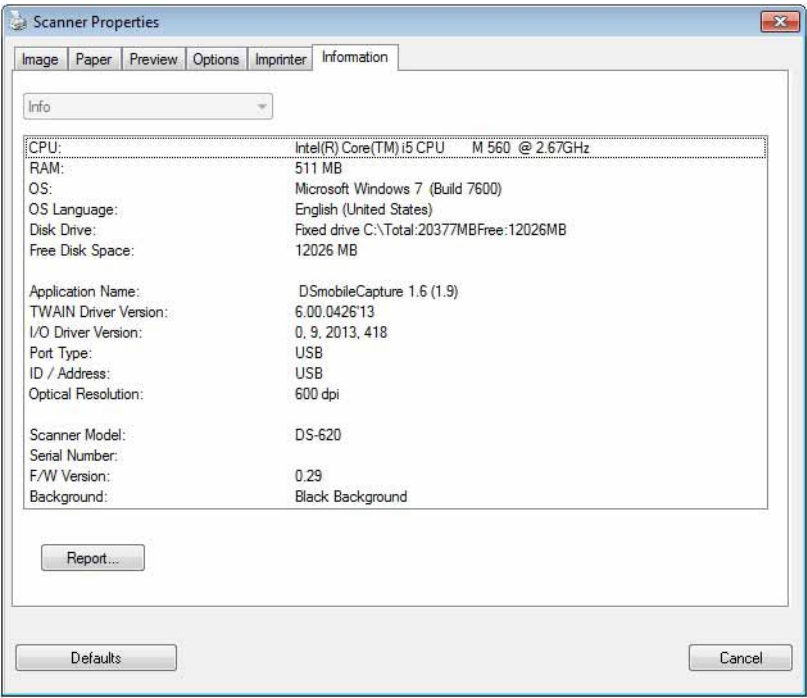 Scanner Properties
Image Paper Preview Options Imprinter Information
Info
CPU: Intel(R) Core(TM) i5 CPU M 560 @ 2.67GHz
RAM: 511 MB
OS: Microsoft Windows 7 (Build 7600)
OS Language: English (United States)
Disk Drive: Fixed drive C:\Total:20377MBFree:12026MB
Free Disk Space: 12026 MB
Application Name: DSmobileCapture 1.6 (1.9)
TWAIN Driver Version: 6.00.0426'13
I/O Driver Version: 0, 9, 2013, 418
Port Type: USB
ID / Address: USB
Optical Resolution: 600 dpi
Scanner Model: DS-620
Serial Number:
F/W Version: 0.29
Background: Black Background
Report...
Defaults Cancel